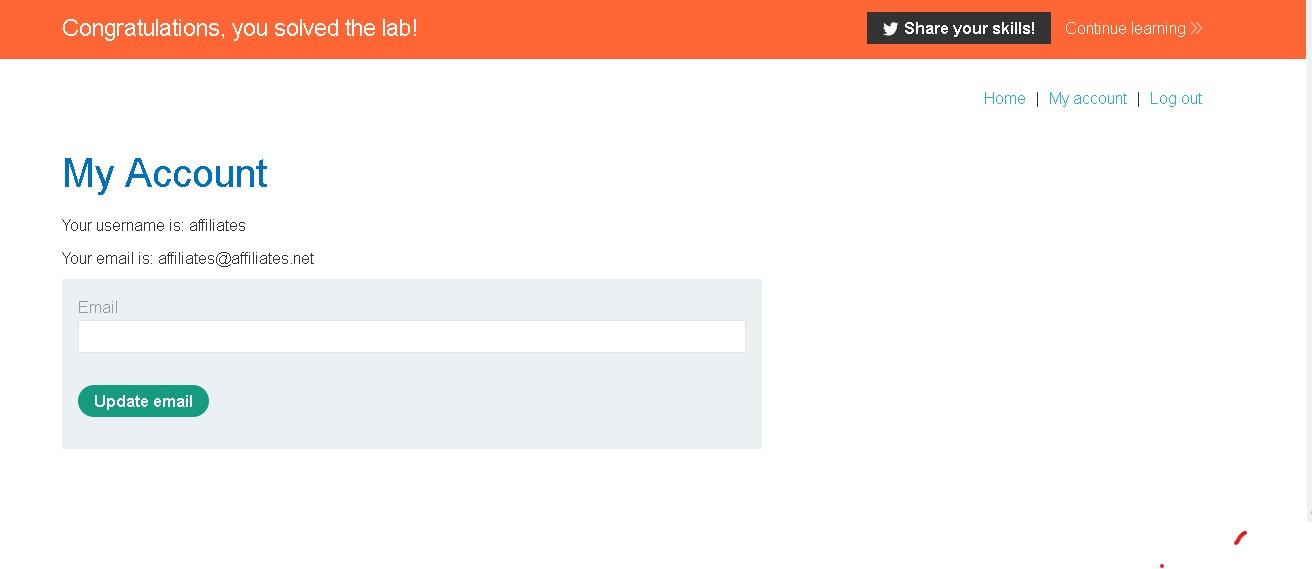 Congratulations, you solved the lab!
Share your skills!
Continue learning
Home | My account | Log out
My Account
Your username is: affiliates
Your email is: affiliates@affiliates.net
Email
Update email